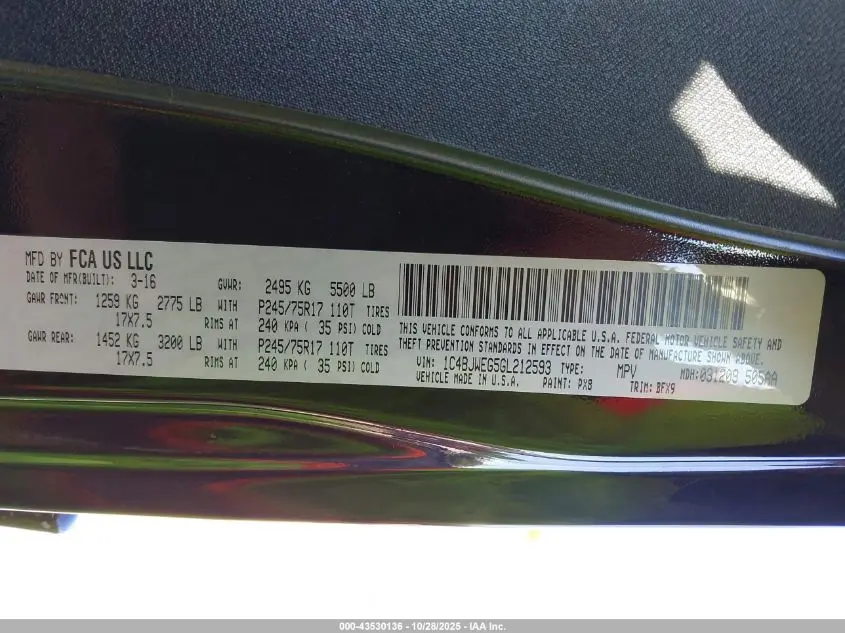 MFD BY FCA US LLC
DATE OF MFR(BUILT): 3-16 GVWR: 2495 KG 5500 LB
GAWR FRONT: 1259 KG 2775 LB WITH P245/75R17 110T TIRES
17X7.5 RIMS AT 240 KPA ( 35 PSI) COLD
GAWR REAR: 1452 KG 3200 LB WITH P245/75R17 110T TIRES
17X7.5 RIMS AT 240 KPA ( 35 PSI) COLD
THIS VEHICLE CONFORMS TO ALL APPLICABLE U.S.A. FEDERAL MOTOR VEHICLE SAFETY AND
THEFT PREVENTION STANDARDS IN EFFECT ON THE DATE OF MANUFACTURE SHOWN ABOVE.
VIN: 1C4BJWEG5GL212593 TYPE: MPV MDH: 031209 505AA
VEHICLE MADE IN U.S.A. PAINT: PX8 TRIM: BFX9
000-43530136 - 10/28/2025 - IAA Inc.